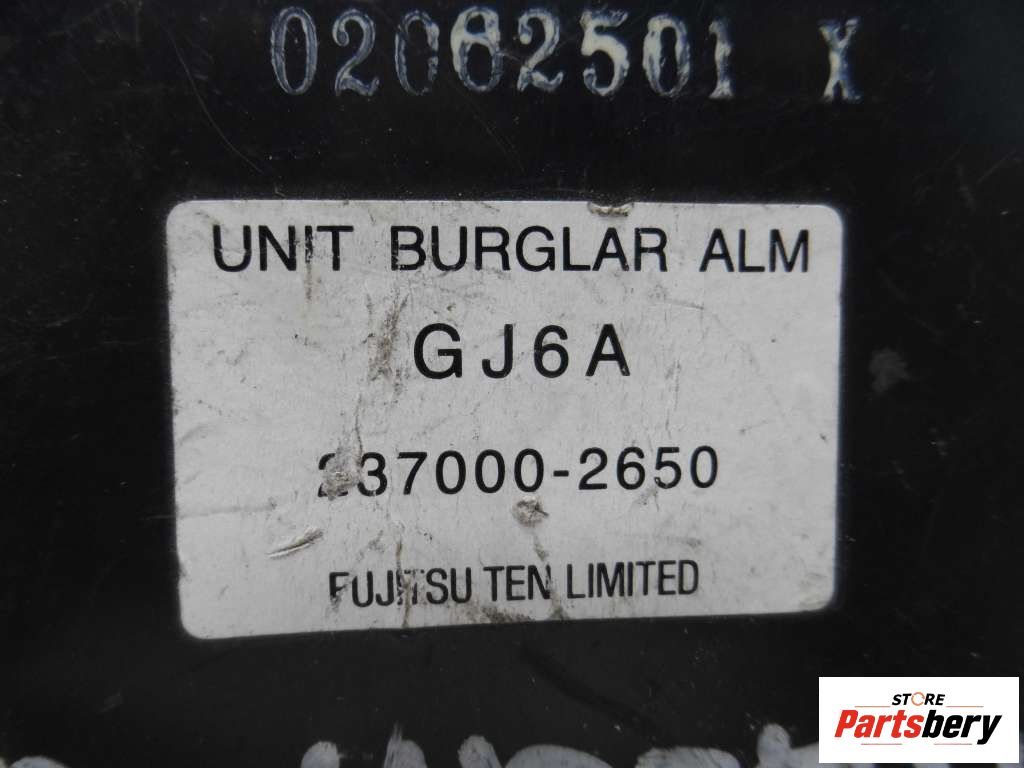 02062501 X
UNIT BURGLAR ALM
GJ6A
237000-2650
FUJITSU TEN LIMITED
STORE
Partsbery